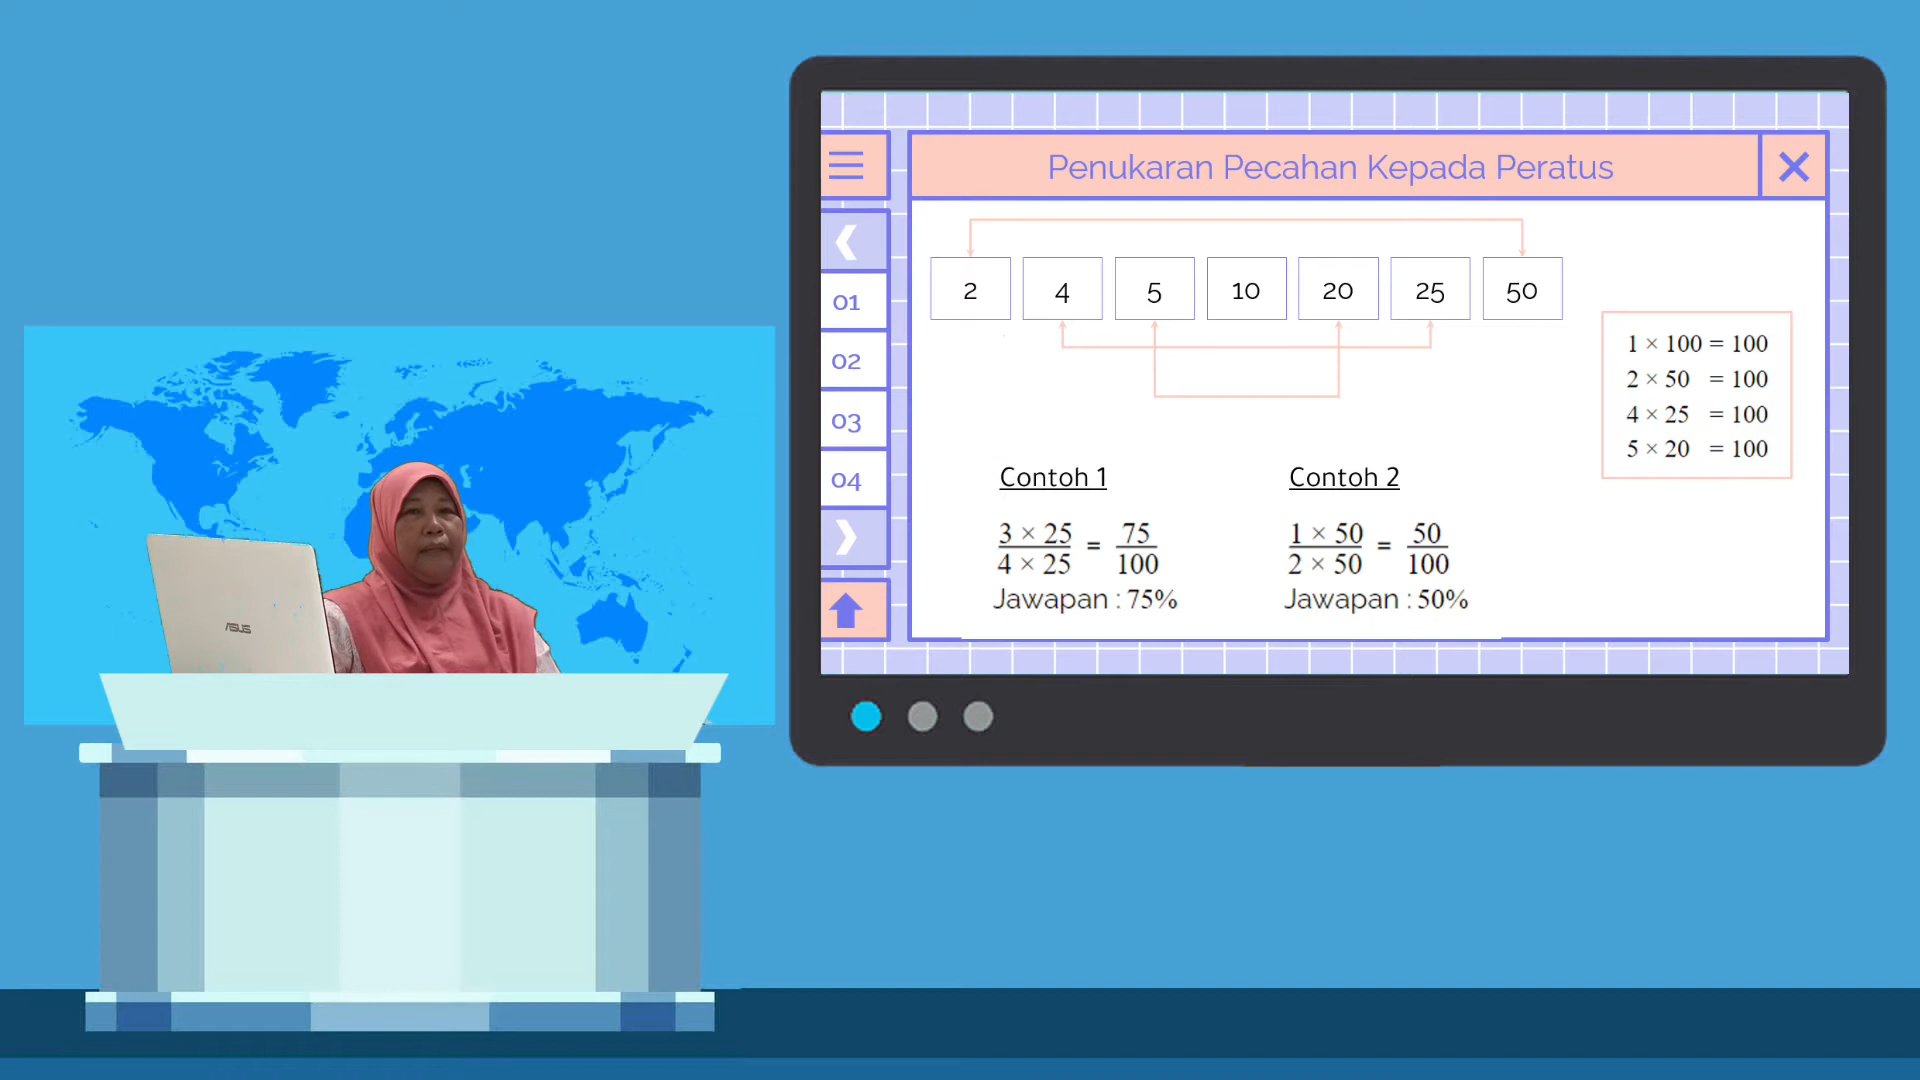 Penukaran Pecahan Kepada Peratus
01
02
03
04
2 4 5 10 20 25 50
1 × 100 = 100
2 × 50 = 100
4 × 25 = 100
5 × 20 = 100
Contoh 1
3 × 25 / 4 × 25 = 75 / 100
Jawapan : 75%
Contoh 2
1 × 50 / 2 × 50 = 50 / 100
Jawapan : 50%
ASUS